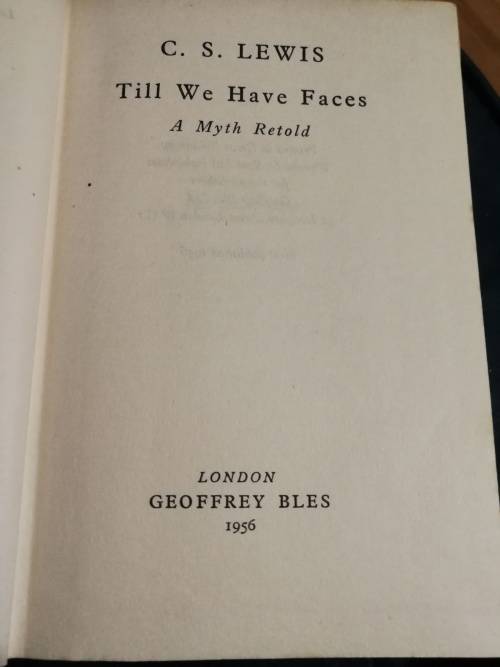 C. S. LEWIS
Till We Have Faces
A Myth Retold
LONDON
GEOFFREY BLES
1956